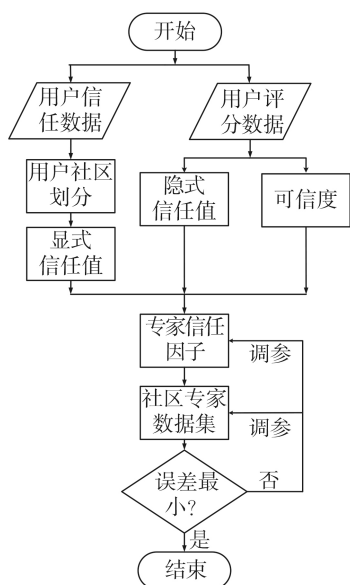 开始
用户信
任数据
用户评
分数据
用户社区
划分
隐式
信任值
可信度
显式
信任值
专家信任
因子
调参
社区专家
数据集
调参
误差最
小?
否
是
结束